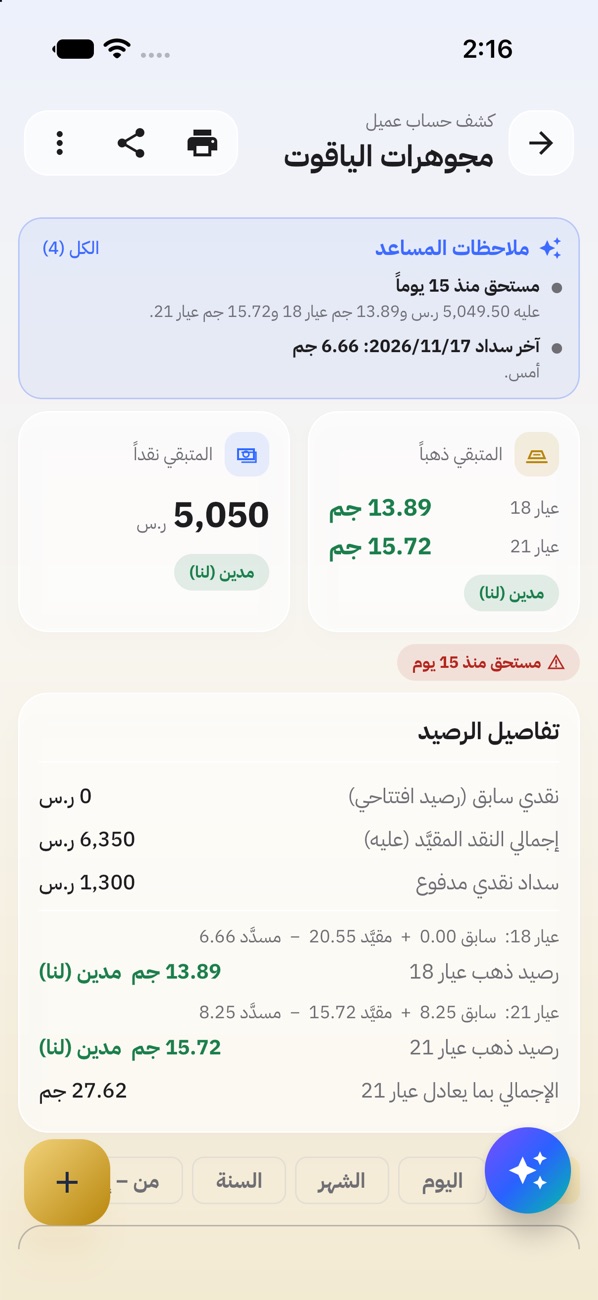 2:16
كشف حساب عميل
مجوهرات الياقوت
ملاحظات المساعد
الكل (4)
مستحق منذ 15 يوماً
عليه 5,049.50 ر.س و13.89 جم عيار 18 و15.72 جم عيار 21.
آخر سداد 2026/11/17: 6.66 جم
أمس.
المتبقي ذهباً
عيار 18 13.89 جم
عيار 21 15.72 جم
مدين (لنا)
المتبقي نقداً
5,050 ر.س
مدين (لنا)
مستحق منذ 15 يوم
تفاصيل الرصيد
نقدي سابق (رصيد افتتاحي) 0 ر.س
إجمالي النقد المقيَّد (عليه) 6,350 ر.س
سداد نقدي مدفوع 1,300 ر.س
عيار 18: سابق 0.00 + مقيَّد 20.55 − مسدَّد 6.66
رصيد ذهب عيار 18 13.89 جم مدين (لنا)
عيار 21: سابق 8.25 + مقيَّد 15.72 − مسدَّد 8.25
رصيد ذهب عيار 21 15.72 جم مدين (لنا)
الإجمالي بما يعادل عيار 21 27.62 جم
اليوم
الشهر
السنة
من –